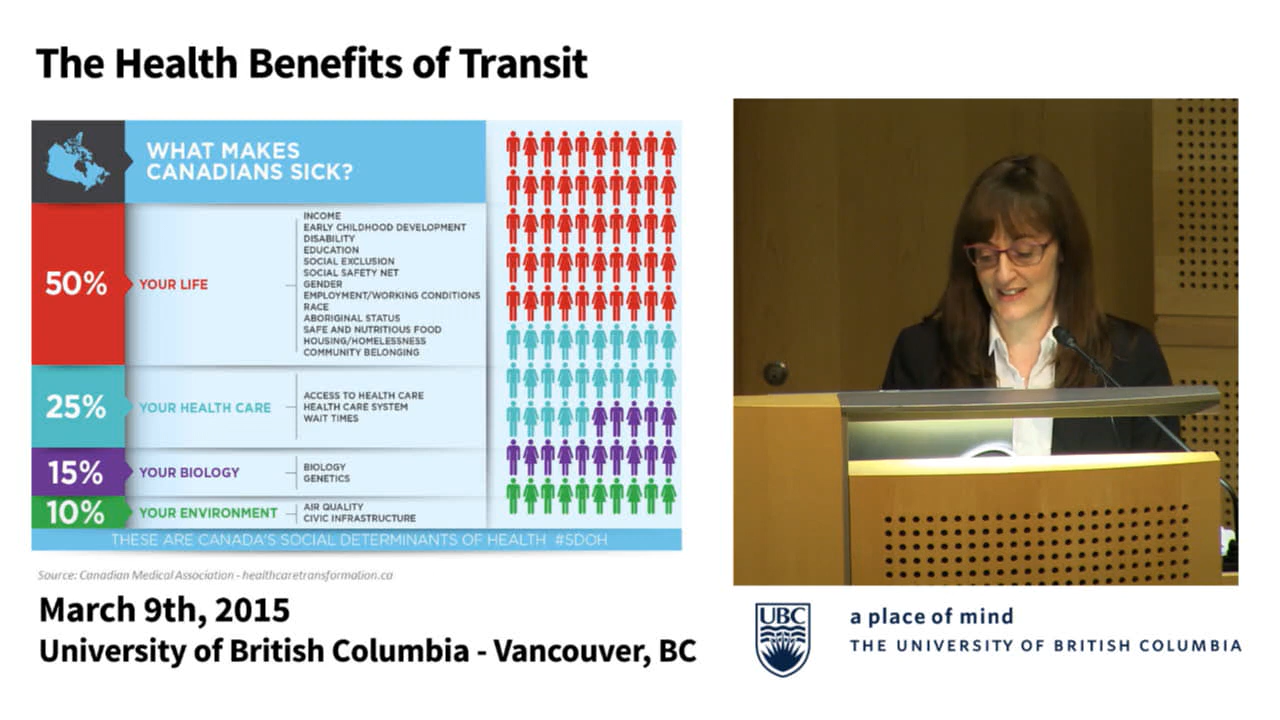 The Health Benefits of Transit
WHAT MAKES
CANADIANS SICK?
50%
YOUR LIFE
INCOME
EARLY CHILDHOOD DEVELOPMENT
DISABILITY
EDUCATION
SOCIAL EXCLUSION
SOCIAL SAFETY NET
GENDER
EMPLOYMENT/WORKING CONDITIONS
RACE
ABORIGINAL STATUS
SAFE AND NUTRITIOUS FOOD
HOUSING/HOMELESSNESS
COMMUNITY BELONGING
25%
YOUR HEALTH CARE
ACCESS TO HEALTH CARE
HEALTH CARE SYSTEM
WAIT TIMES
15%
YOUR BIOLOGY
BIOLOGY
GENETICS
10%
YOUR ENVIRONMENT
AIR QUALITY
CIVIC INFRASTRUCTURE
THESE ARE CANADA'S SOCIAL DETERMINANTS OF HEALTH #SDOH
Source: Canadian Medical Association - healthcaretransformation.ca
March 9th, 2015
University of British Columbia - Vancouver, BC
UBC
a place of mind
THE UNIVERSITY OF BRITISH COLUMBIA